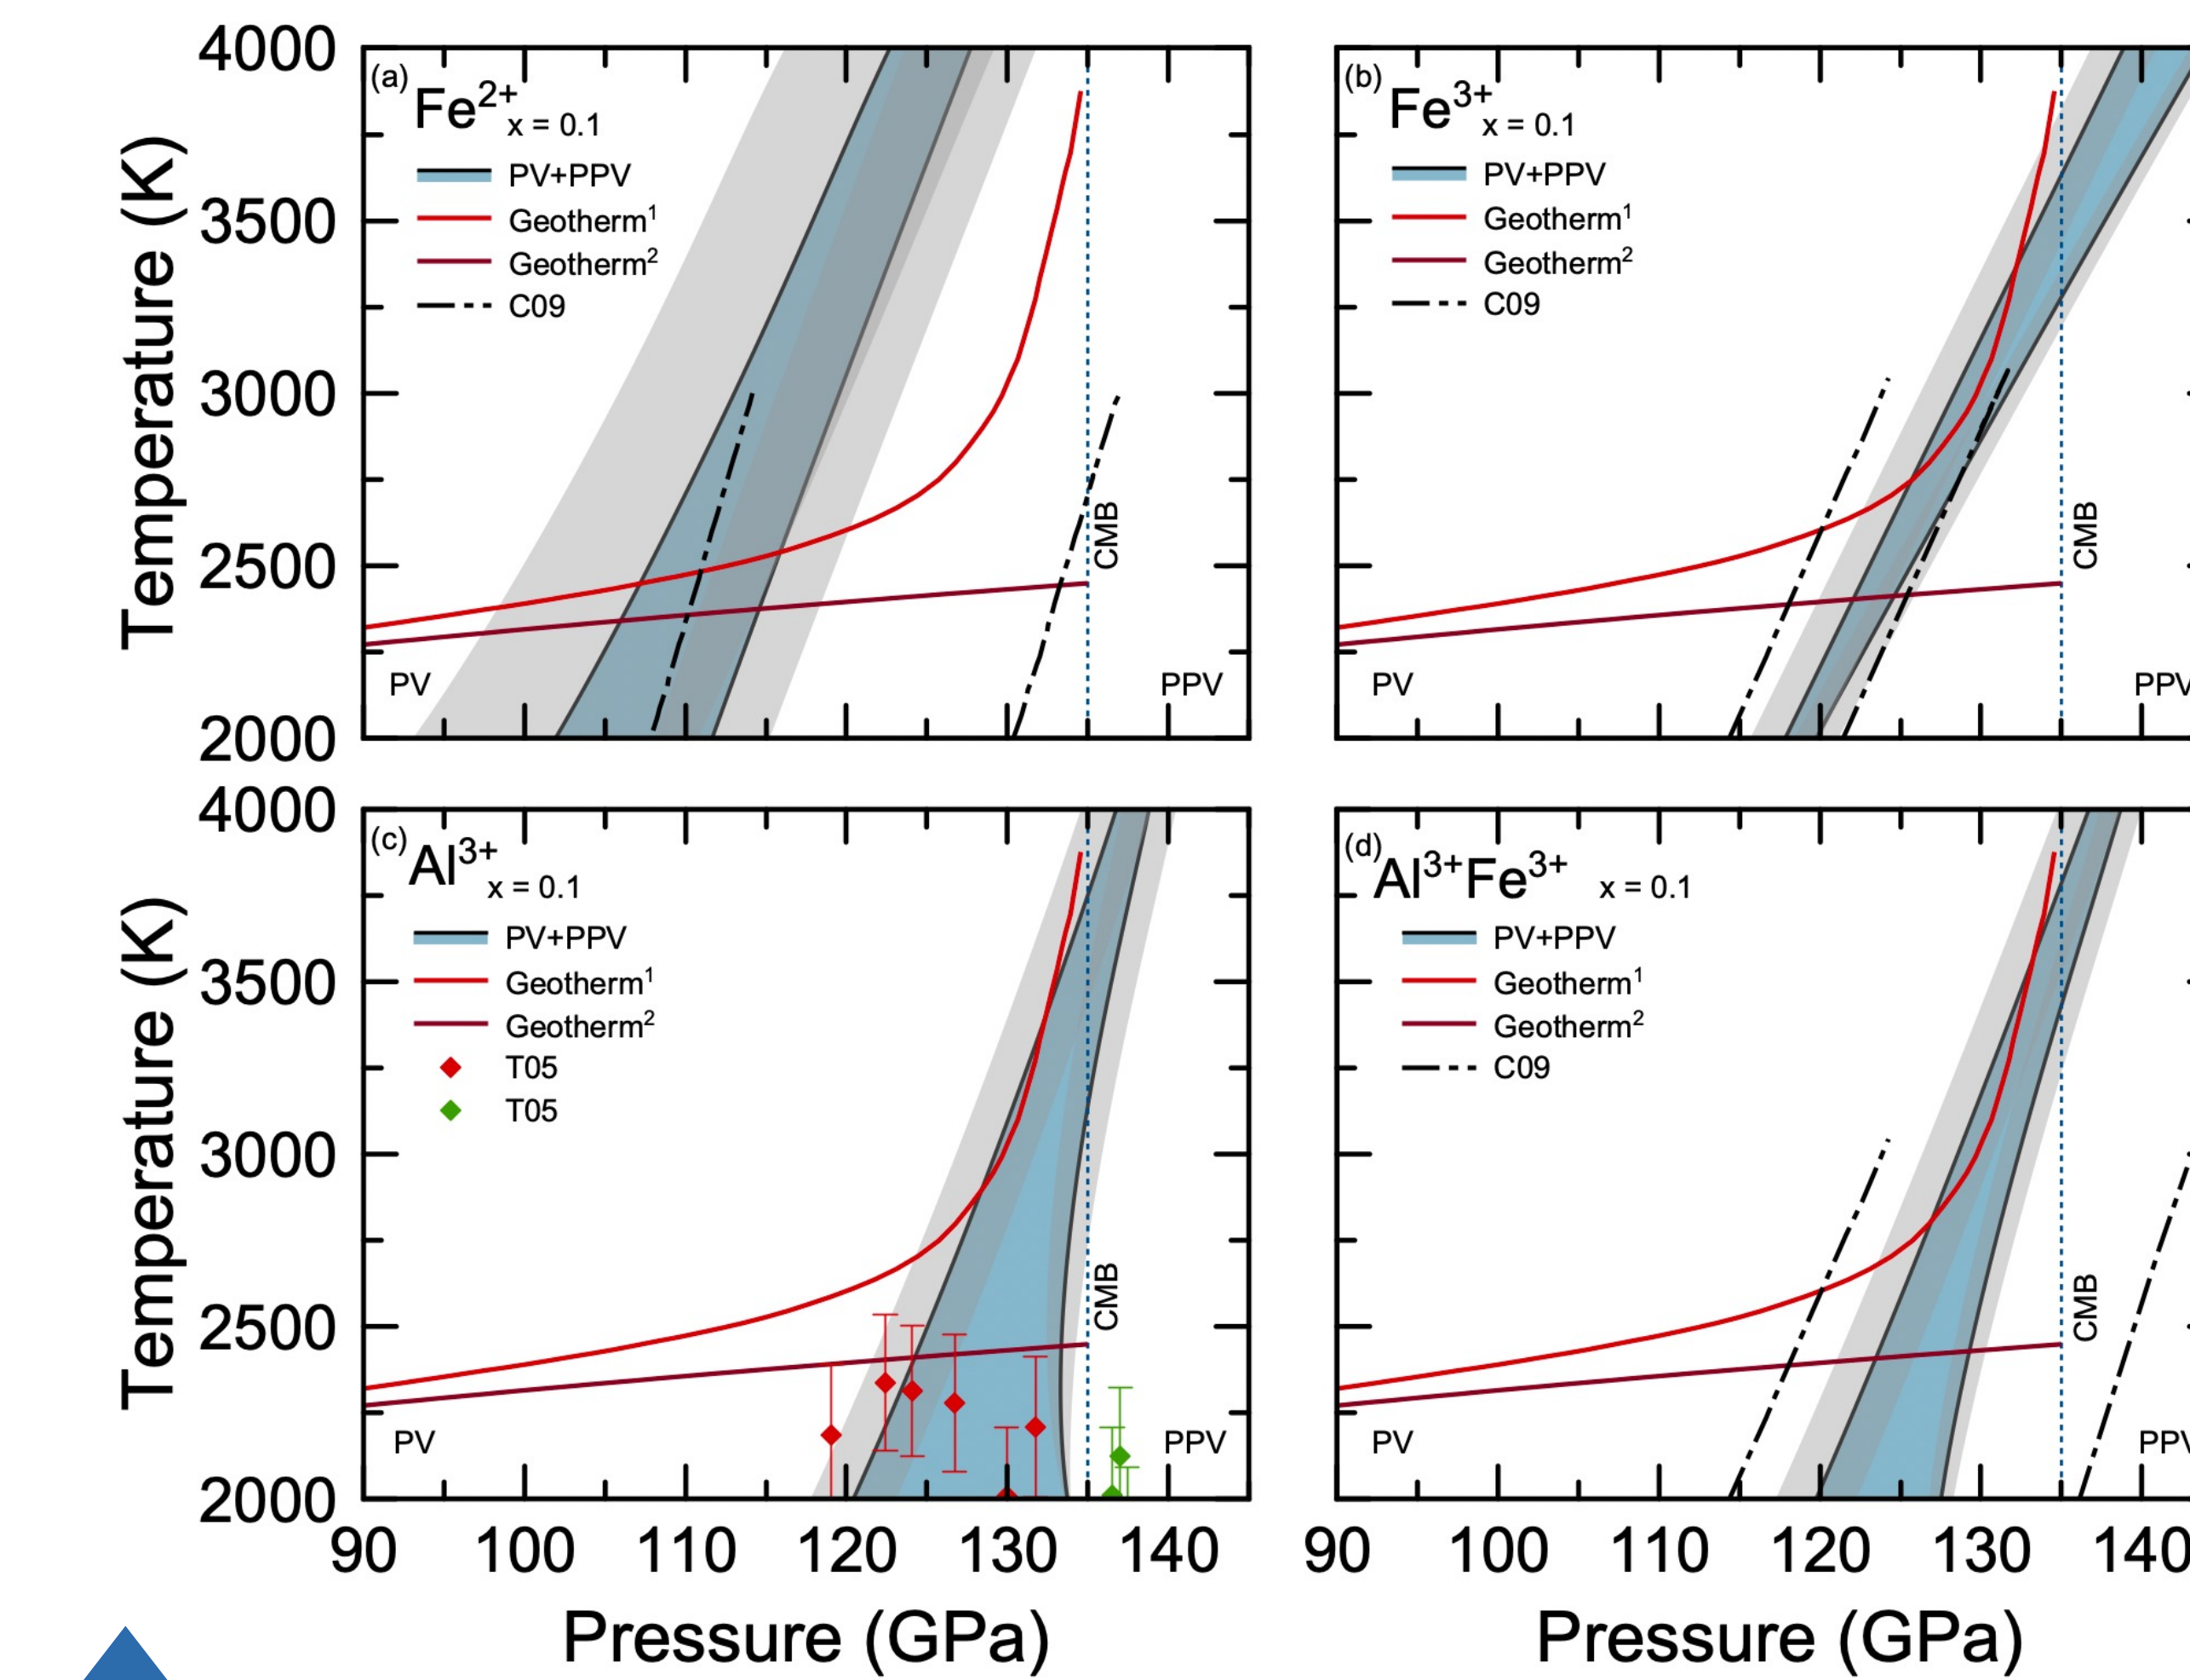 4000
3500
3000
2500
2000
Temperature (K)
(a)
Fe2+ x = 0.1
PV+PPV
Geotherm1
Geotherm2
C09
PV
PPV
CMB
(b)
Fe3+ x = 0.1
PV+PPV
Geotherm1
Geotherm2
C09
PV
PPV
CMB
4000
3500
3000
2500
2000
Temperature (K)
(c)
Al3+ x = 0.1
PV+PPV
Geotherm1
Geotherm2
T05
T05
PV
PPV
CMB
90 100 110 120 130 140
Pressure (GPa)
(d)
Al3+Fe3+ x = 0.1
PV+PPV
Geotherm1
Geotherm2
C09
PV
PPV
CMB
90 100 110 120 130 140
Pressure (GPa)